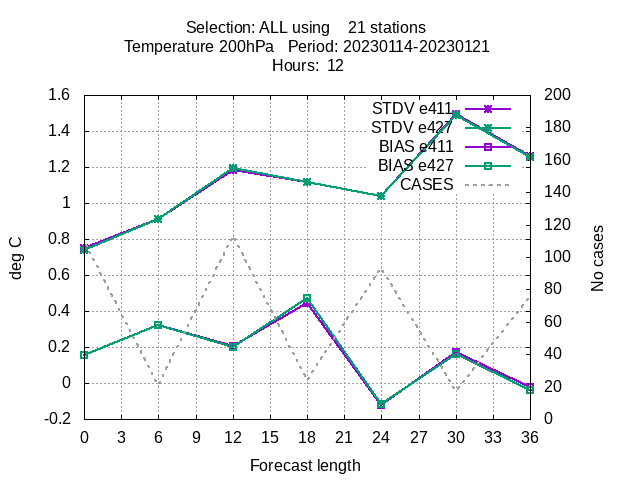 Selection: ALL using 21 stations
Temperature 200hPa Period: 20230114-20230121
Hours: 12
STDV e411
STDV e427
BIAS e411
BIAS e427
CASES
1.6
1.4
1.2
1
0.8
0.6
0.4
0.2
0
-0.2
deg C
200
180
160
140
120
100
80
60
40
20
0
No cases
0 3 6 9 12 15 18 21 24 27 30 33 36
Forecast length